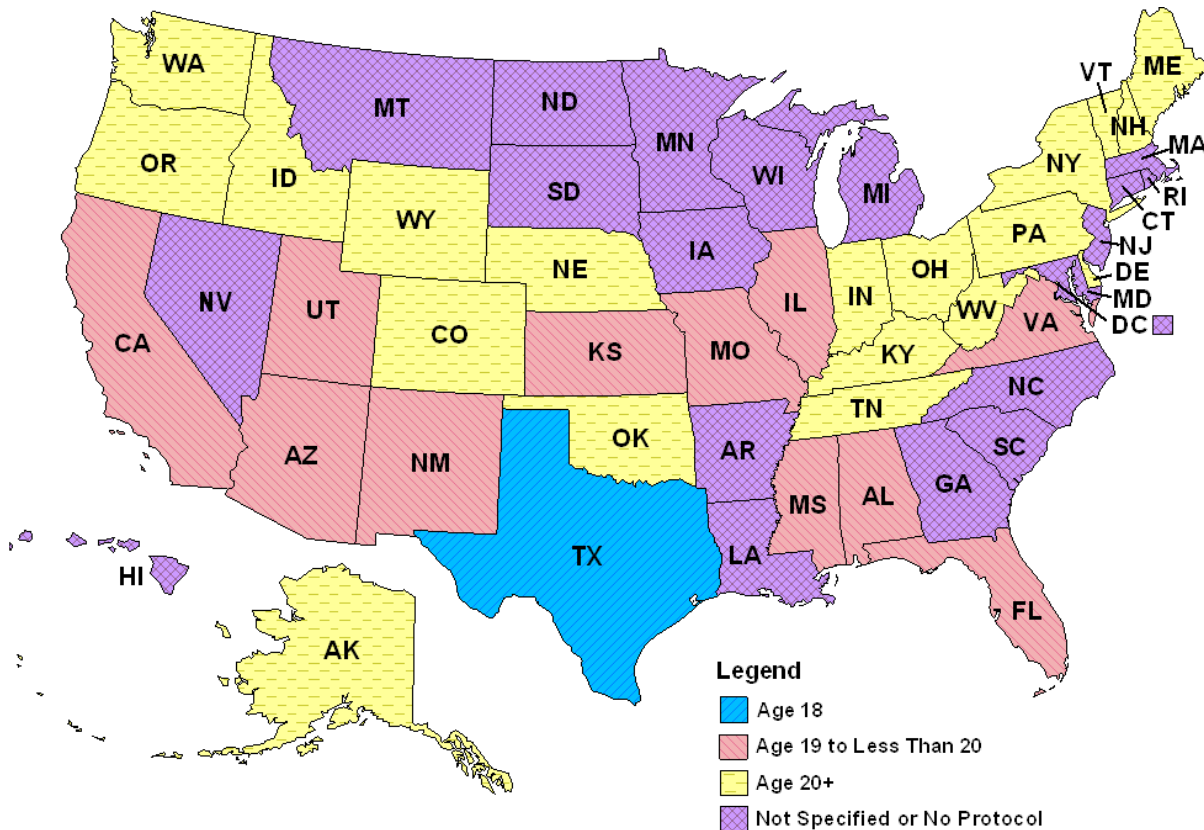 WA
MT
ND
MN
VT
ME
NH
OR
ID
SD
WI
MI
NY
MA
RI
CT
WY
IA
PA
NJ
NE
OH
DE
IN
MD
NV
UT
CO
IL
WV
VA
DC
CA
KS
MO
KY
NC
TN
AZ
NM
OK
AR
SC
MS
AL
GA
TX
LA
HI
FL
AK
Legend
Age 18
Age 19 to Less Than 20
Age 20+
Not Specified or No Protocol